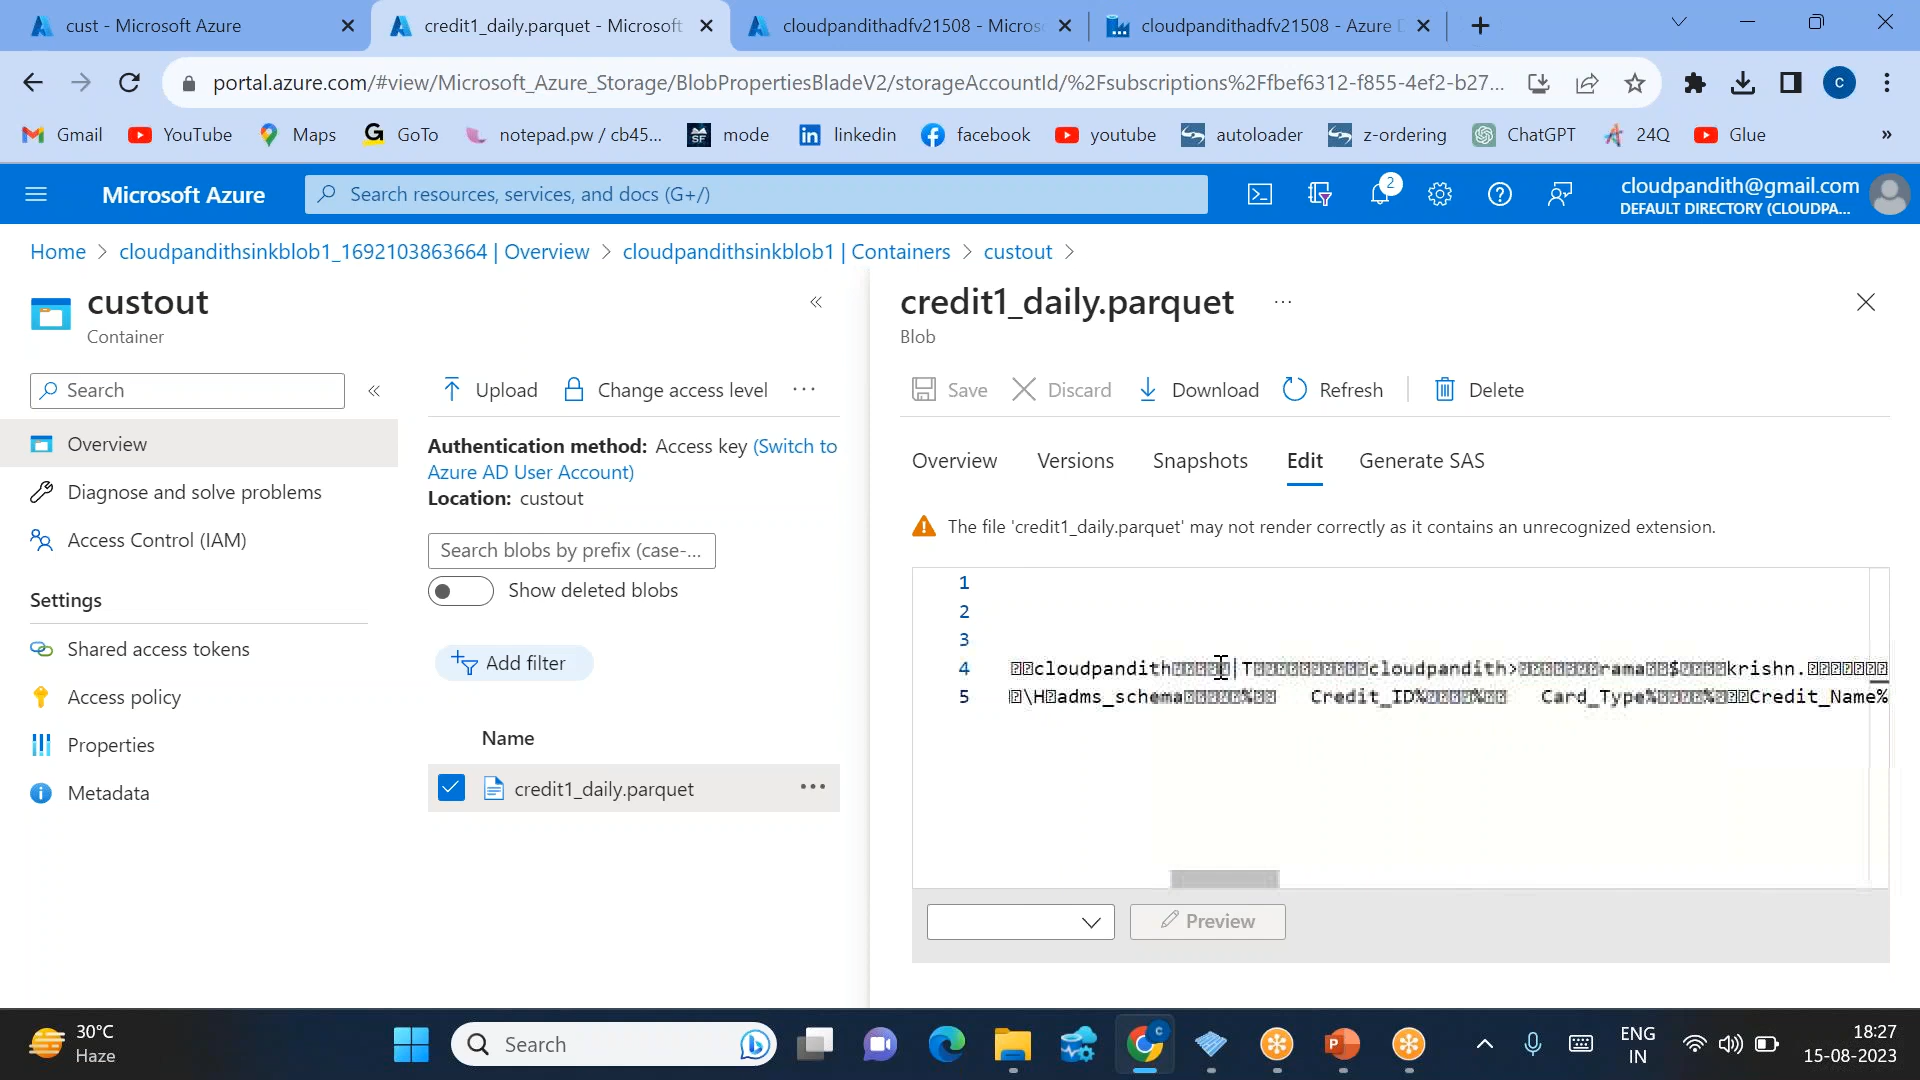 cust - Microsoft Azure
credit1_daily.parquet - Microsoft
cloudpandithadfv21508 - Micros
cloudpandithadfv21508 - Azure D
portal.azure.com/#view/Microsoft_Azure_Storage/BlobPropertiesBladeV2/storageAccountId/%2Fsubscriptions%2Ffbef6312-f855-4ef2-b27...
C
Gmail
YouTube
Maps
GoTo
notepad.pw / cb45...
mode
linkedin
facebook
youtube
autoloader
z-ordering
ChatGPT
24Q
Glue
»
Microsoft Azure
Search resources, services, and docs (G+/)
2
cloudpandith@gmail.com
DEFAULT DIRECTORY (CLOUDPA...
Home > cloudpandithsinkblob1_1692103863664 | Overview > cloudpandithsinkblob1 | Containers > custout >
custout
Container
Search
Overview
Diagnose and solve problems
Access Control (IAM)
Settings
Shared access tokens
Access policy
Properties
Metadata
Upload
Change access level
...
Authentication method: Access key (Switch to
Azure AD User Account)
Location: custout
Search blobs by prefix (case-...
Show deleted blobs
Add filter
Name
credit1_daily.parquet
...
credit1_daily.parquet
...
Blob
Save
Discard
Download
Refresh
Delete
Overview
Versions
Snapshots
Edit
Generate SAS
The file 'credit1_daily.parquet' may not render correctly as it contains an unrecognized extension.
1
2
3
4 cloudpandith |T cloudpandith> rama $ krishn.
5 \H adms_schema % Credit_ID% % Card_Type% % Credit_Name%
Preview
30°C
Haze
Search
ENG
IN
18:27
15-08-2023